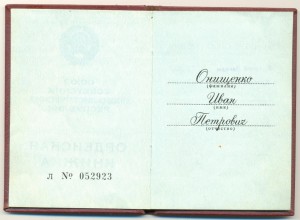 Л № 052923
Онищенко
(фамилия)
Иван
(имя)
Петрович
(отчество)